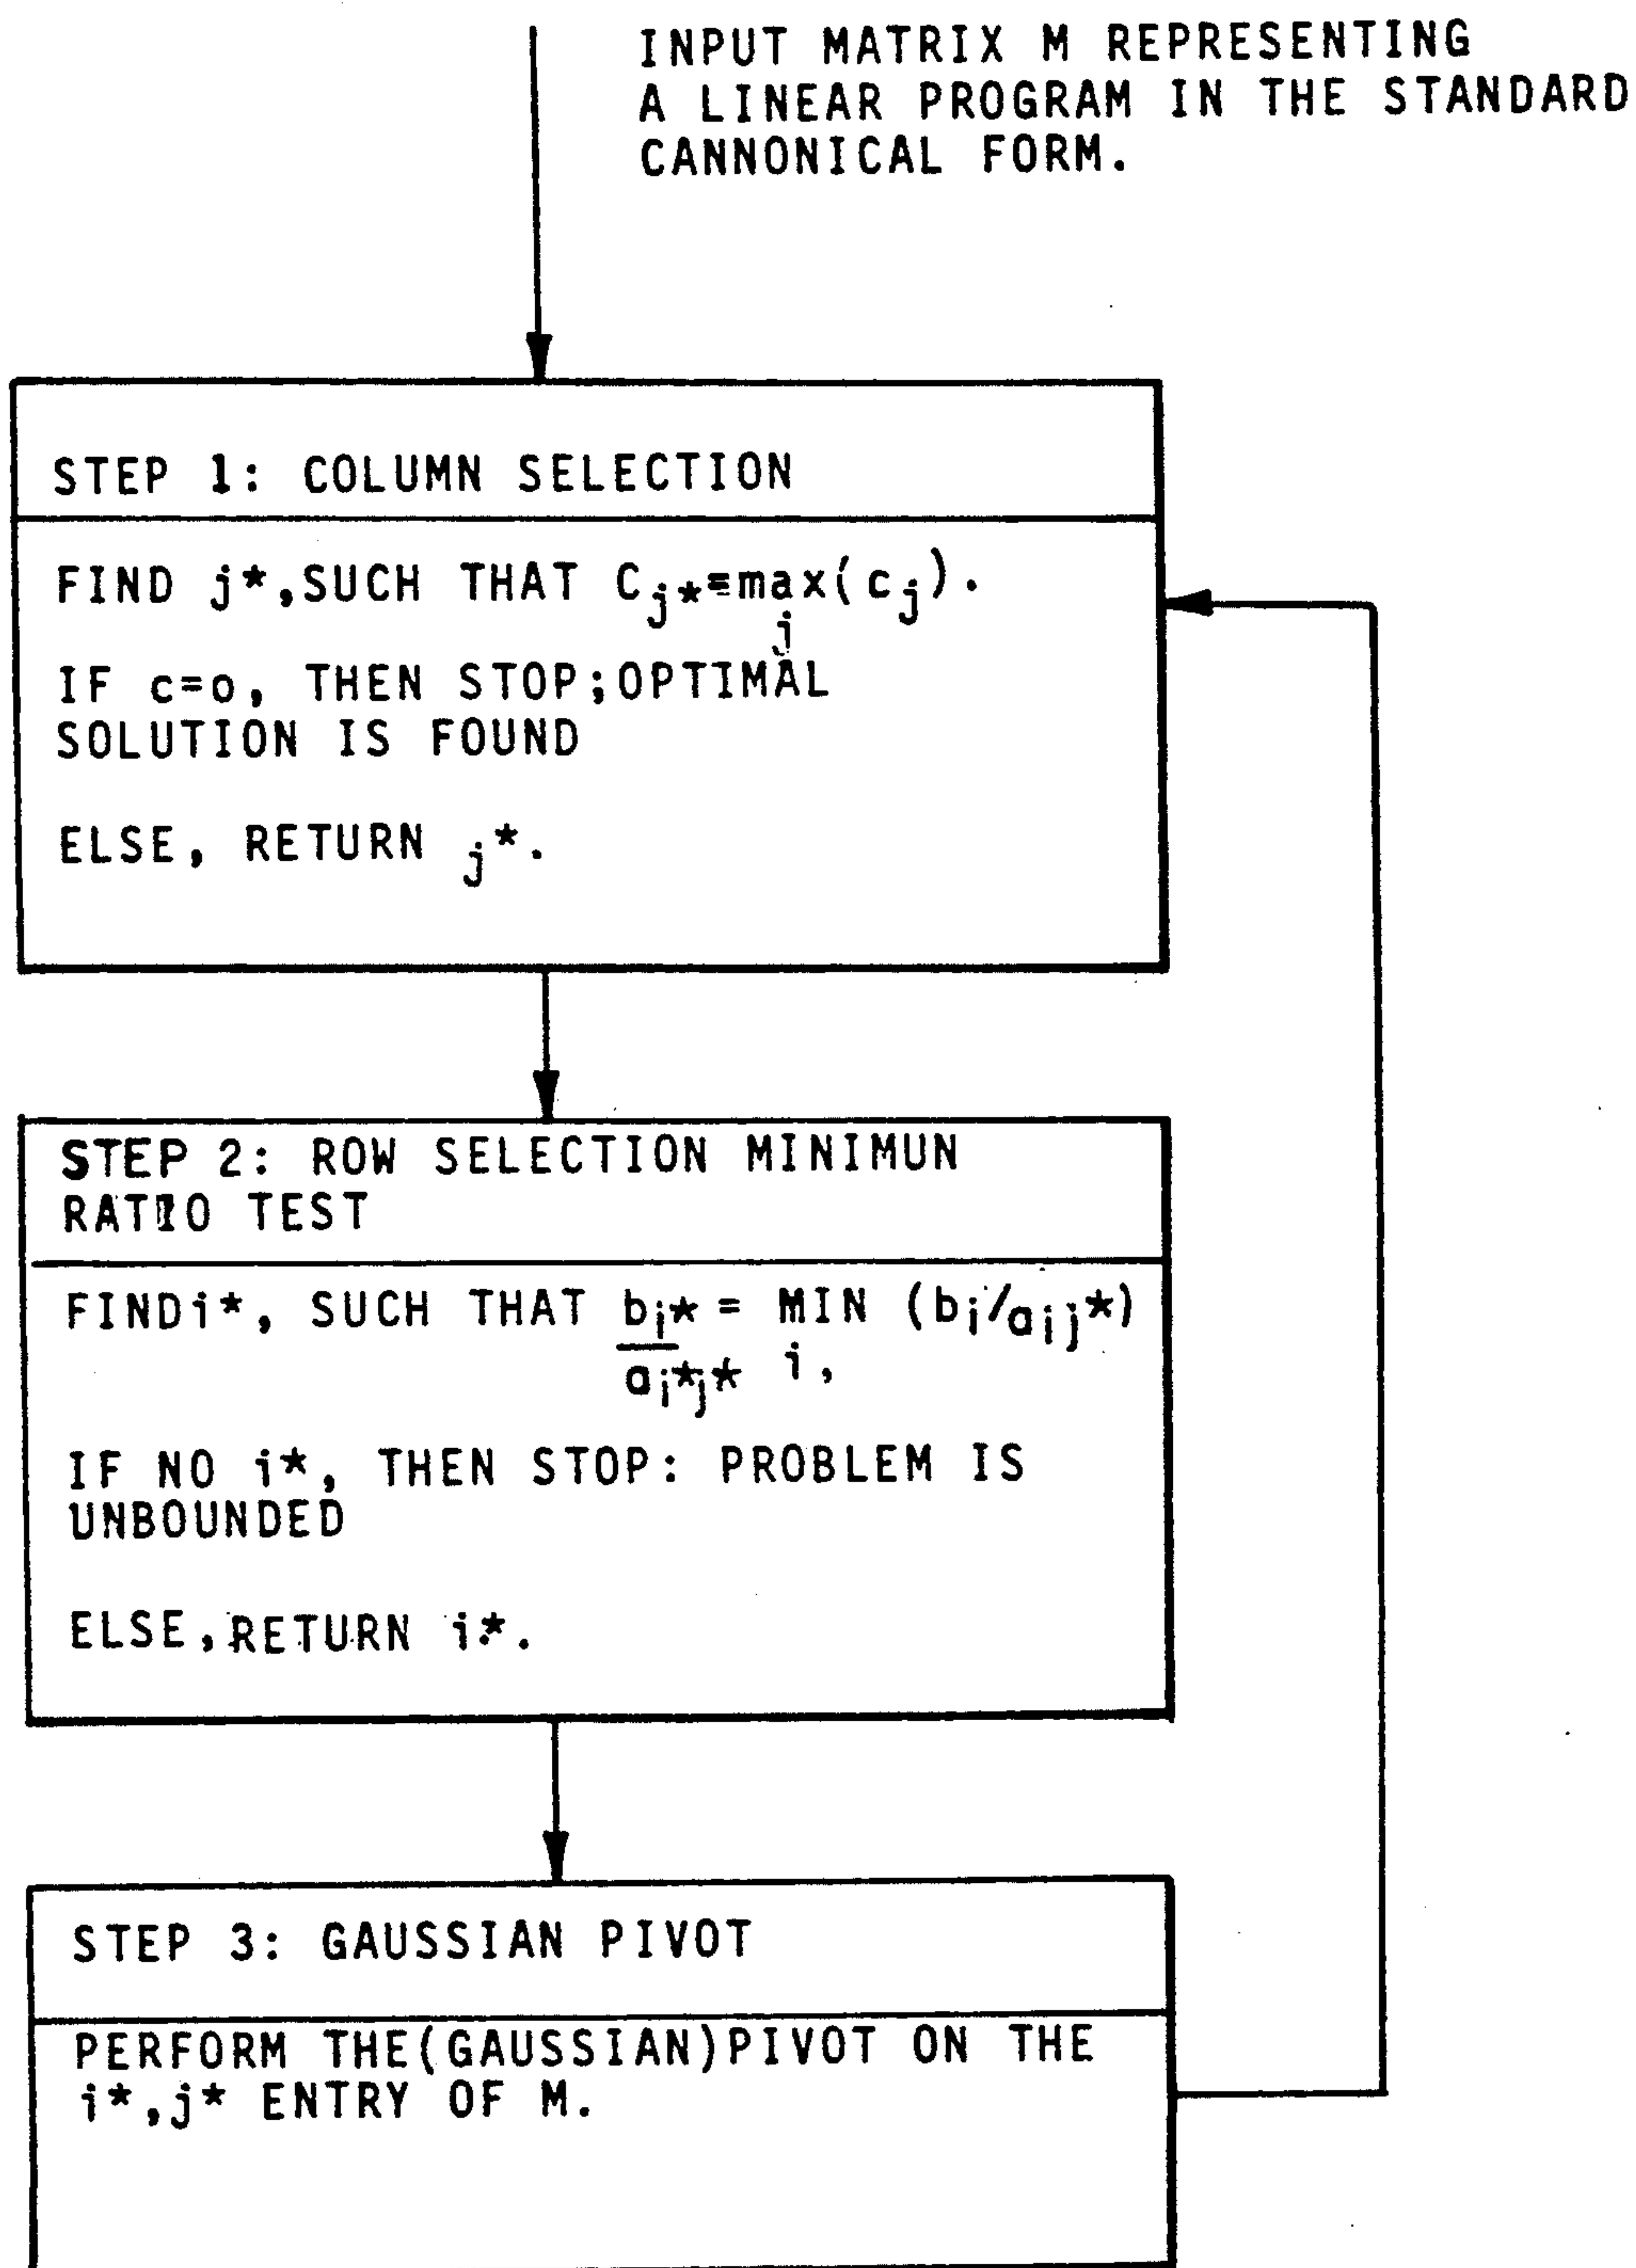 INPUT MATRIX M REPRESENTING
A LINEAR PROGRAM IN THE STANDARD
CANNONICAL FORM.
STEP 1: COLUMN SELECTION
FIND j*,SUCH THAT Cj*=max(cj).
j
IF c=o, THEN STOP;OPTIMAL
SOLUTION IS FOUND
ELSE, RETURN j*.
STEP 2: ROW SELECTION MINIMUN
RATIO TEST
FINDi*, SUCH THAT bi* = MIN (bi/aij*)
ai*j* i,
IF NO i*, THEN STOP: PROBLEM IS
UNBOUNDED
ELSE,RETURN i*.
STEP 3: GAUSSIAN PIVOT
PERFORM THE(GAUSSIAN)PIVOT ON THE
i*,j* ENTRY OF M.